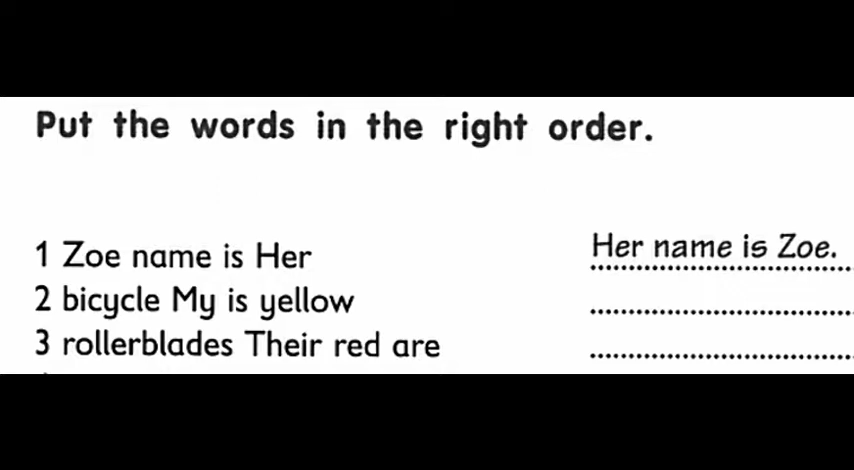 Put the words in the right order.
1 Zoe name is Her
Her name is Zoe.
2 bicycle My is yellow
3 rollerblades Their red are